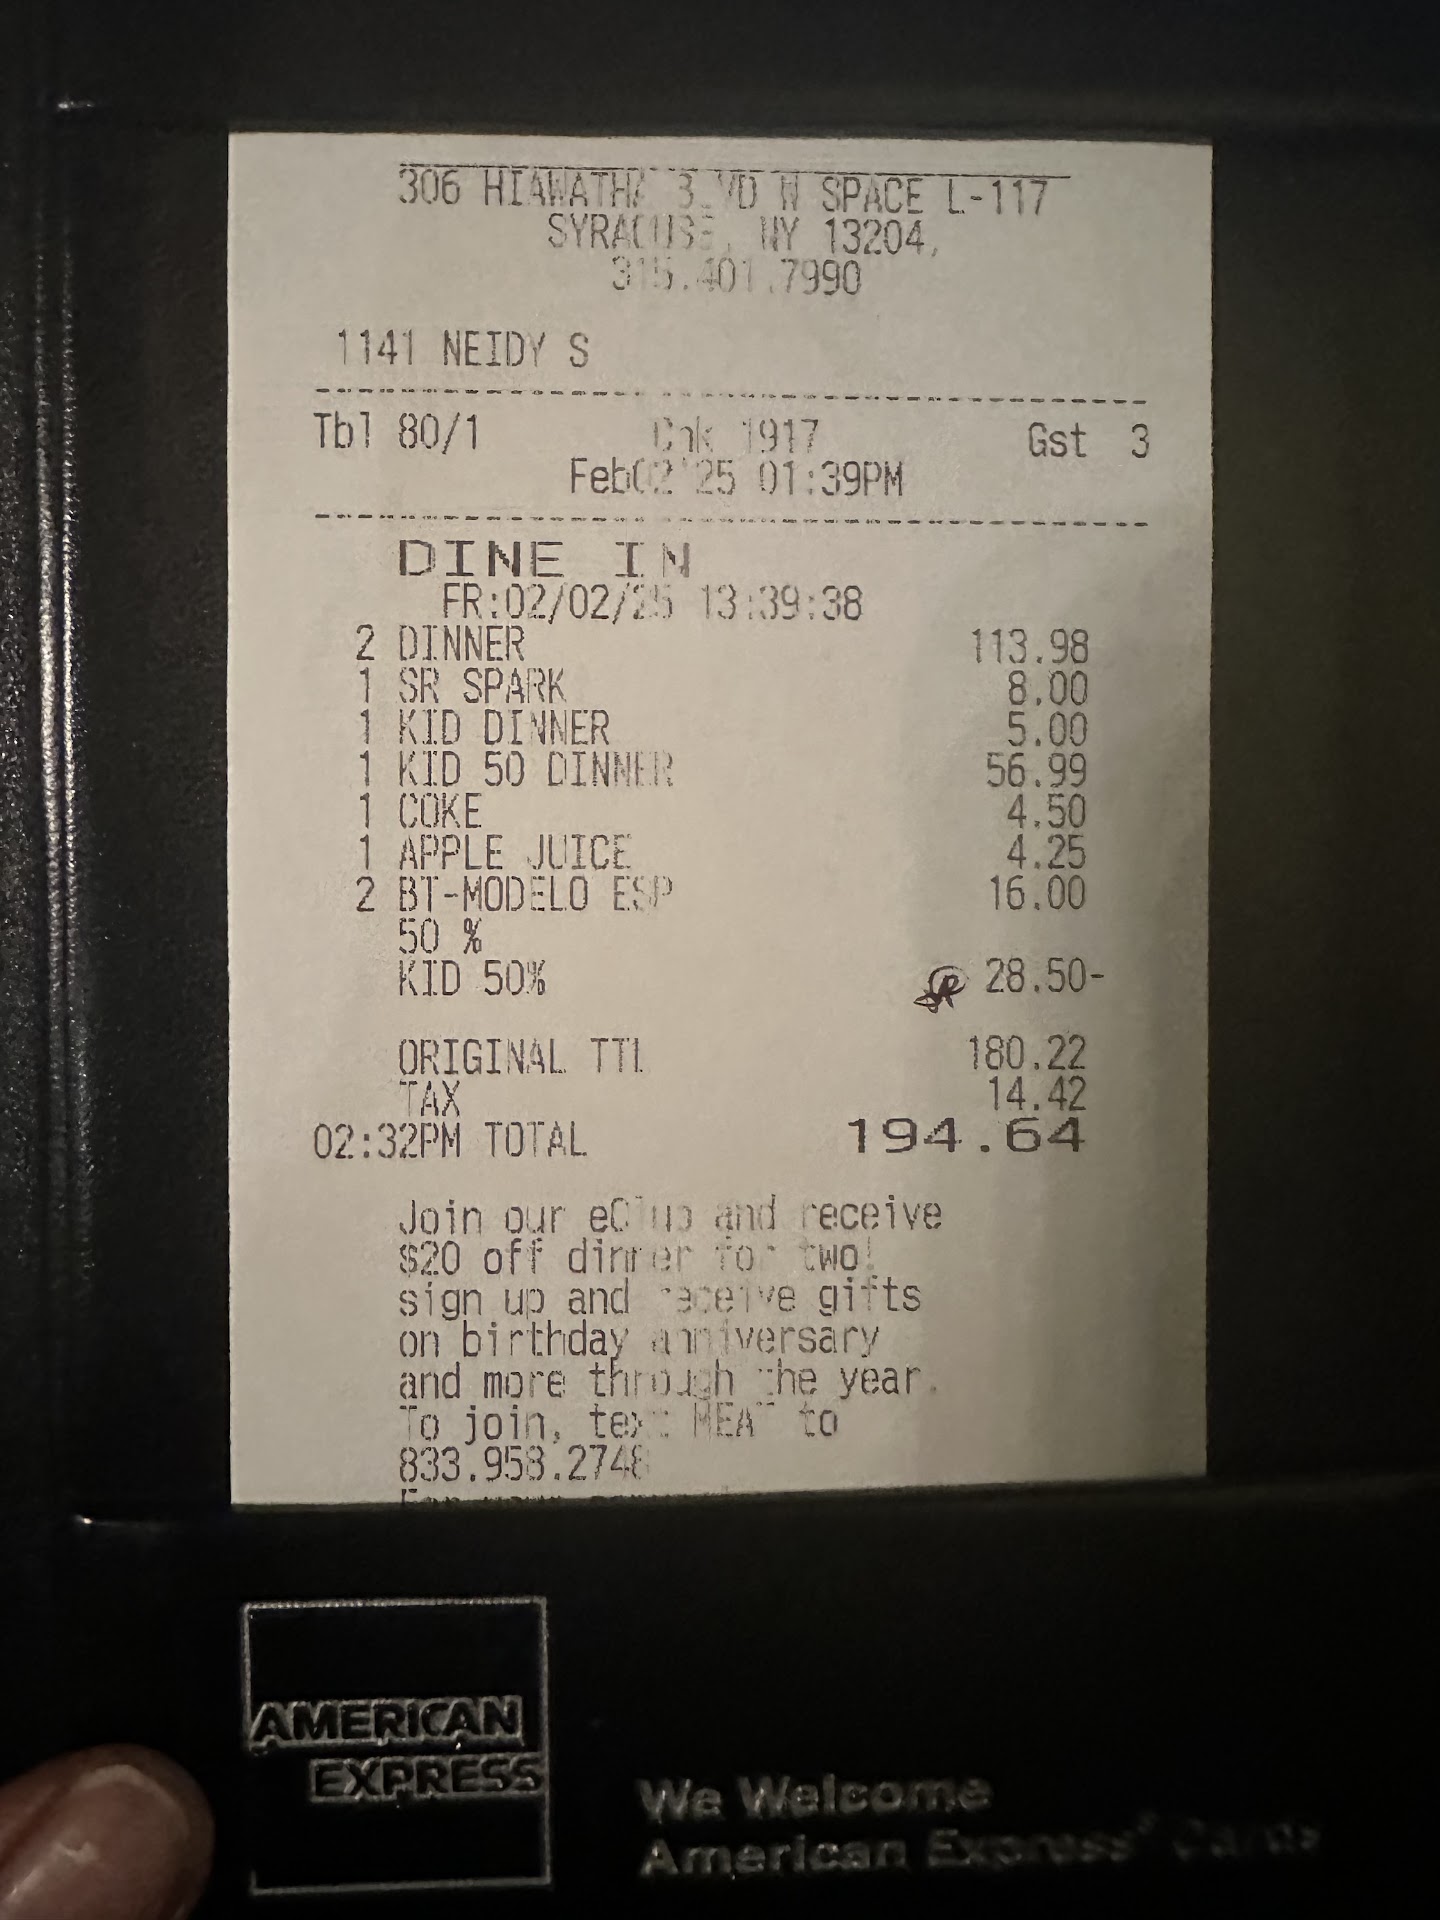 306 HIAWATHA BLVD W SPACE L-117
SYRACUSE, NY 13204,
315.401.7990
1141 NEIDY S
Tbl 80/1 Chk 1917 Gst 3
Feb02'25 01:39PM
DINE IN
FR:02/02/25 13:39:38
2 DINNER 113.98
1 SR SPARK 8.00
1 KID DINNER 5.00
1 KID 50 DINNER 56.99
1 COKE 4.50
1 APPLE JUICE 4.25
2 BT-MODELO ESP 16.00
50 %
KID 50% 28.50-
ORIGINAL TTL 180.22
TAX 14.42
02:32PM TOTAL 194.64
Join our eClub and receive
$20 off dinner for two!
sign up and receive gifts
on birthday anniversary
and more through the year.
To join, text MEAT to
833.958.2748
AMERICAN
EXPRESS
We Welcome
American Express® Cards